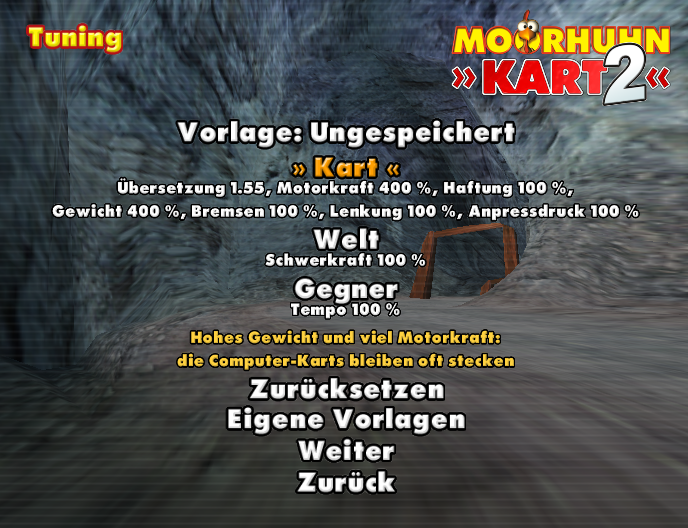 Tuning
MOORHUHN
» KART2 «
Vorlage: Ungespeichert
» Kart «
Übersetzung 1.55, Motorkraft 400 %, Haftung 100 %,
Gewicht 400 %, Bremsen 100 %, Lenkung 100 %, Anpressdruck 100 %
Welt
Schwerkraft 100 %
Gegner
Tempo 100 %
Hohes Gewicht und viel Motorkraft:
die Computer-Karts bleiben oft stecken
Zurücksetzen
Eigene Vorlagen
Weiter
Zurück